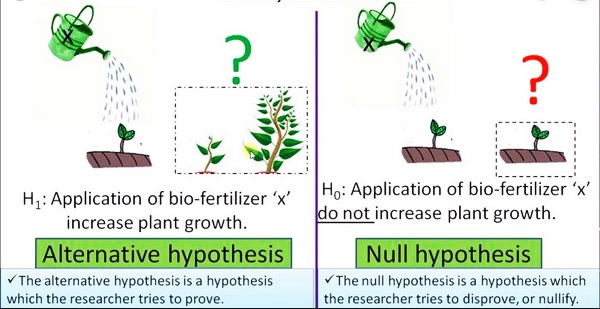 x
?
H₁: Application of bio-fertilizer ‘x’
increase plant growth.
Alternative hypothesis
✓The alternative hypothesis is a hypothesis
which the researcher tries to prove.
x
?
H₀: Application of bio-fertilizer ‘x’
do not increase plant growth.
Null hypothesis
✓The null hypothesis is a hypothesis which
the researcher tries to disprove, or nullify.